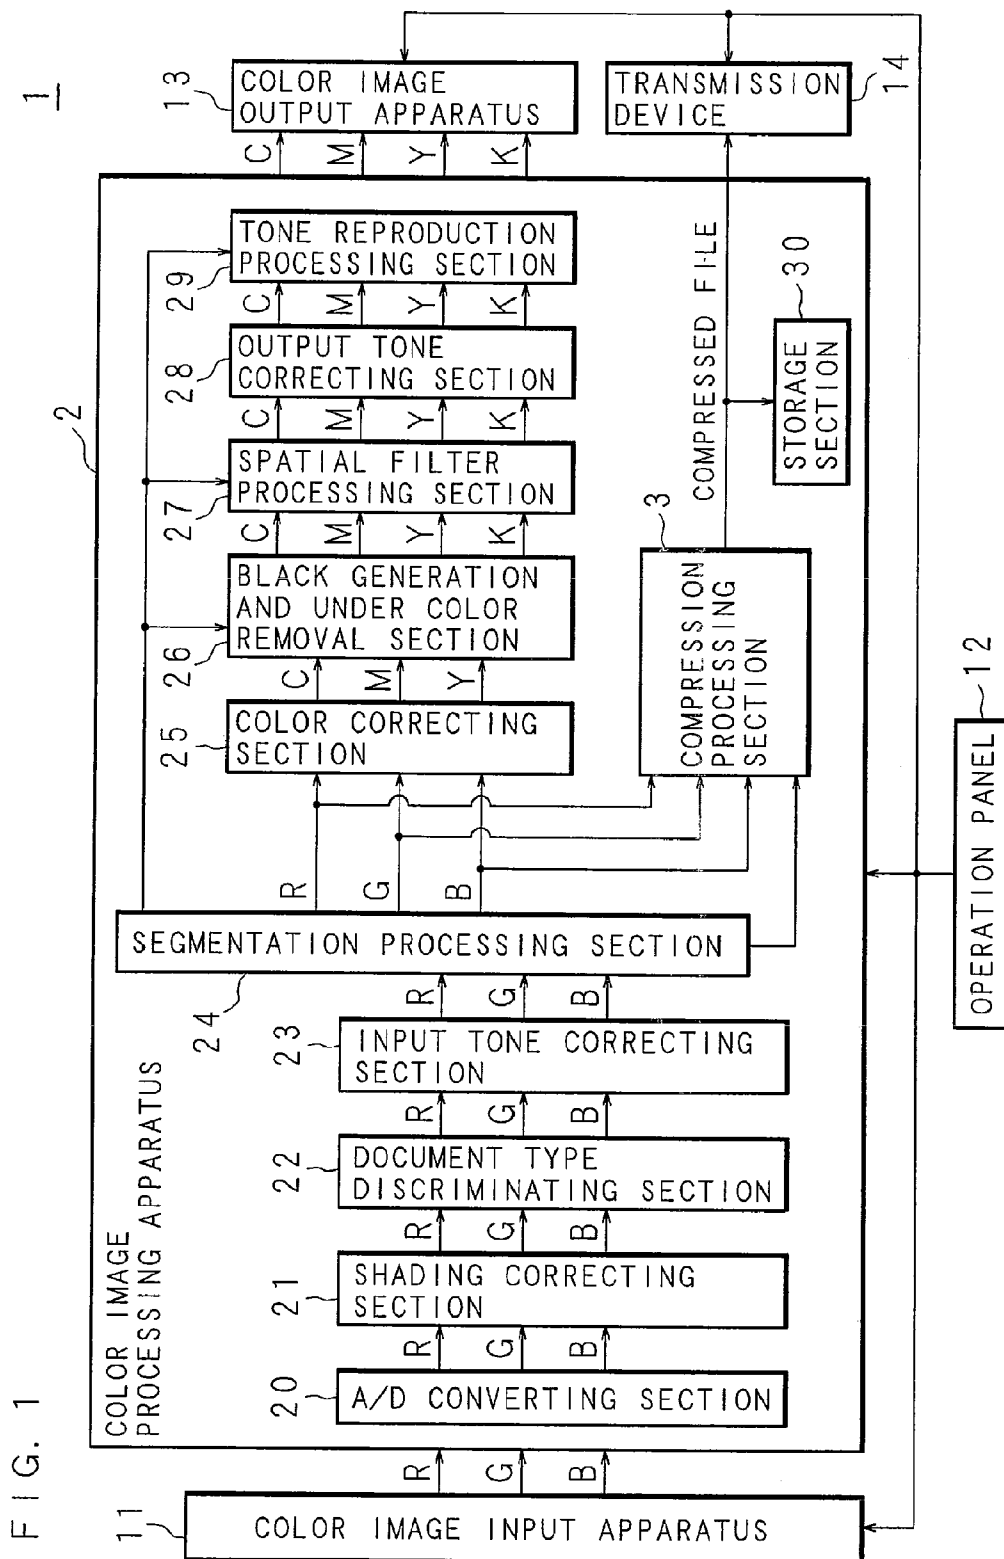 FIG. 1
1
11
COLOR IMAGE INPUT APPARATUS
R
G
B
COLOR IMAGE
PROCESSING APPARATUS
2
20
A/D CONVERTING SECTION
R
G
B
21
SHADING CORRECTING
SECTION
R
G
B
22
DOCUMENT TYPE
DISCRIMINATING SECTION
R
G
B
23
INPUT TONE CORRECTING
SECTION
R
G
B
24
SEGMENTATION PROCESSING SECTION
R
G
B
25
COLOR CORRECTING
SECTION
C
M
Y
26
BLACK GENERATION
AND UNDER COLOR
REMOVAL SECTION
C
M
Y
K
27
SPATIAL FILTER
PROCESSING SECTION
C
M
Y
K
28
OUTPUT TONE
CORRECTING SECTION
C
M
Y
K
29
TONE REPRODUCTION
PROCESSING SECTION
C
M
Y
K
13
COLOR IMAGE
OUTPUT APPARATUS
3
COMPRESSION
PROCESSING
SECTION
COMPRESSED FILE
30
STORAGE
SECTION
TRANSMISSION
DEVICE
14
OPERATION PANEL
12